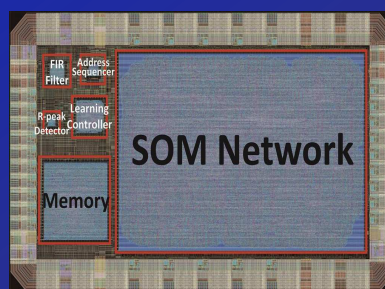 FIR
Filter
Address
Sequencer
R-peak
Detector
Learning
Controller
Memory
SOM Network